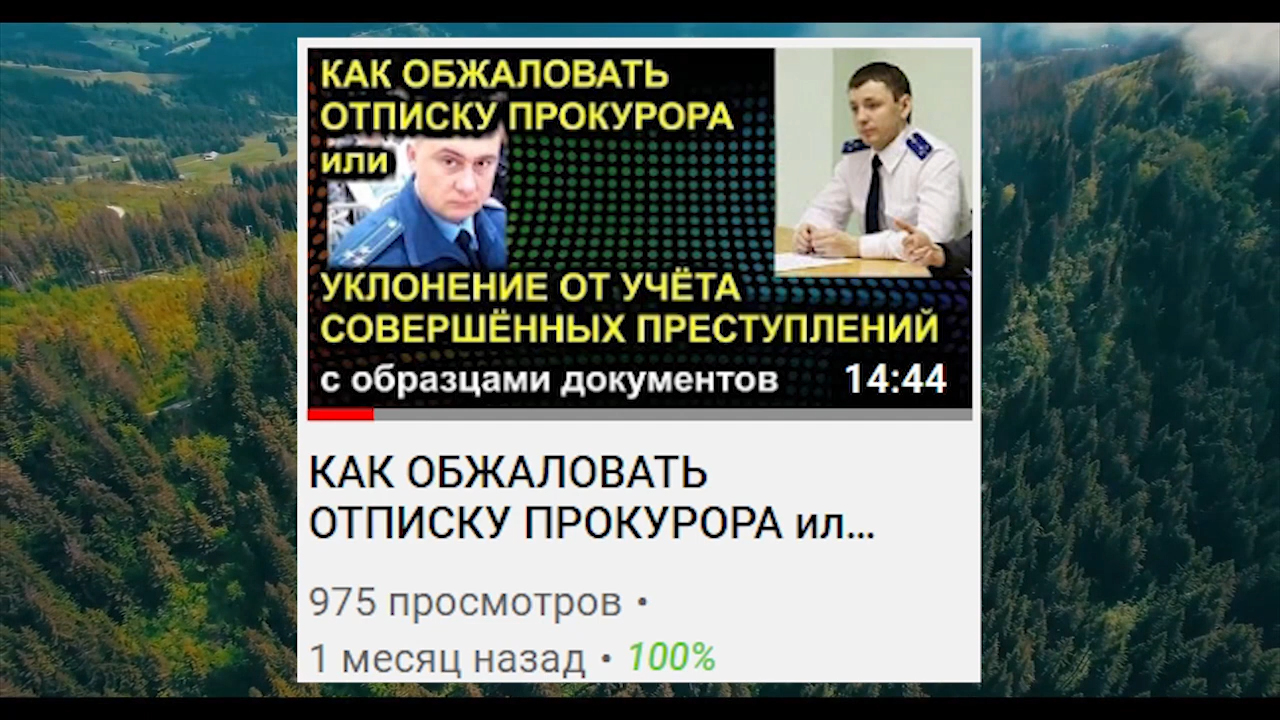 КАК ОБЖАЛОВАТЬ
ОТПИСКУ ПРОКУРОРА
или
УКЛОНЕНИЕ ОТ УЧЁТА
СОВЕРШЁННЫХ ПРЕСТУПЛЕНИЙ
с образцами документов
14:44
КАК ОБЖАЛОВАТЬ
ОТПИСКУ ПРОКУРОРА ил...
975 просмотров •
1 месяц назад • 100%